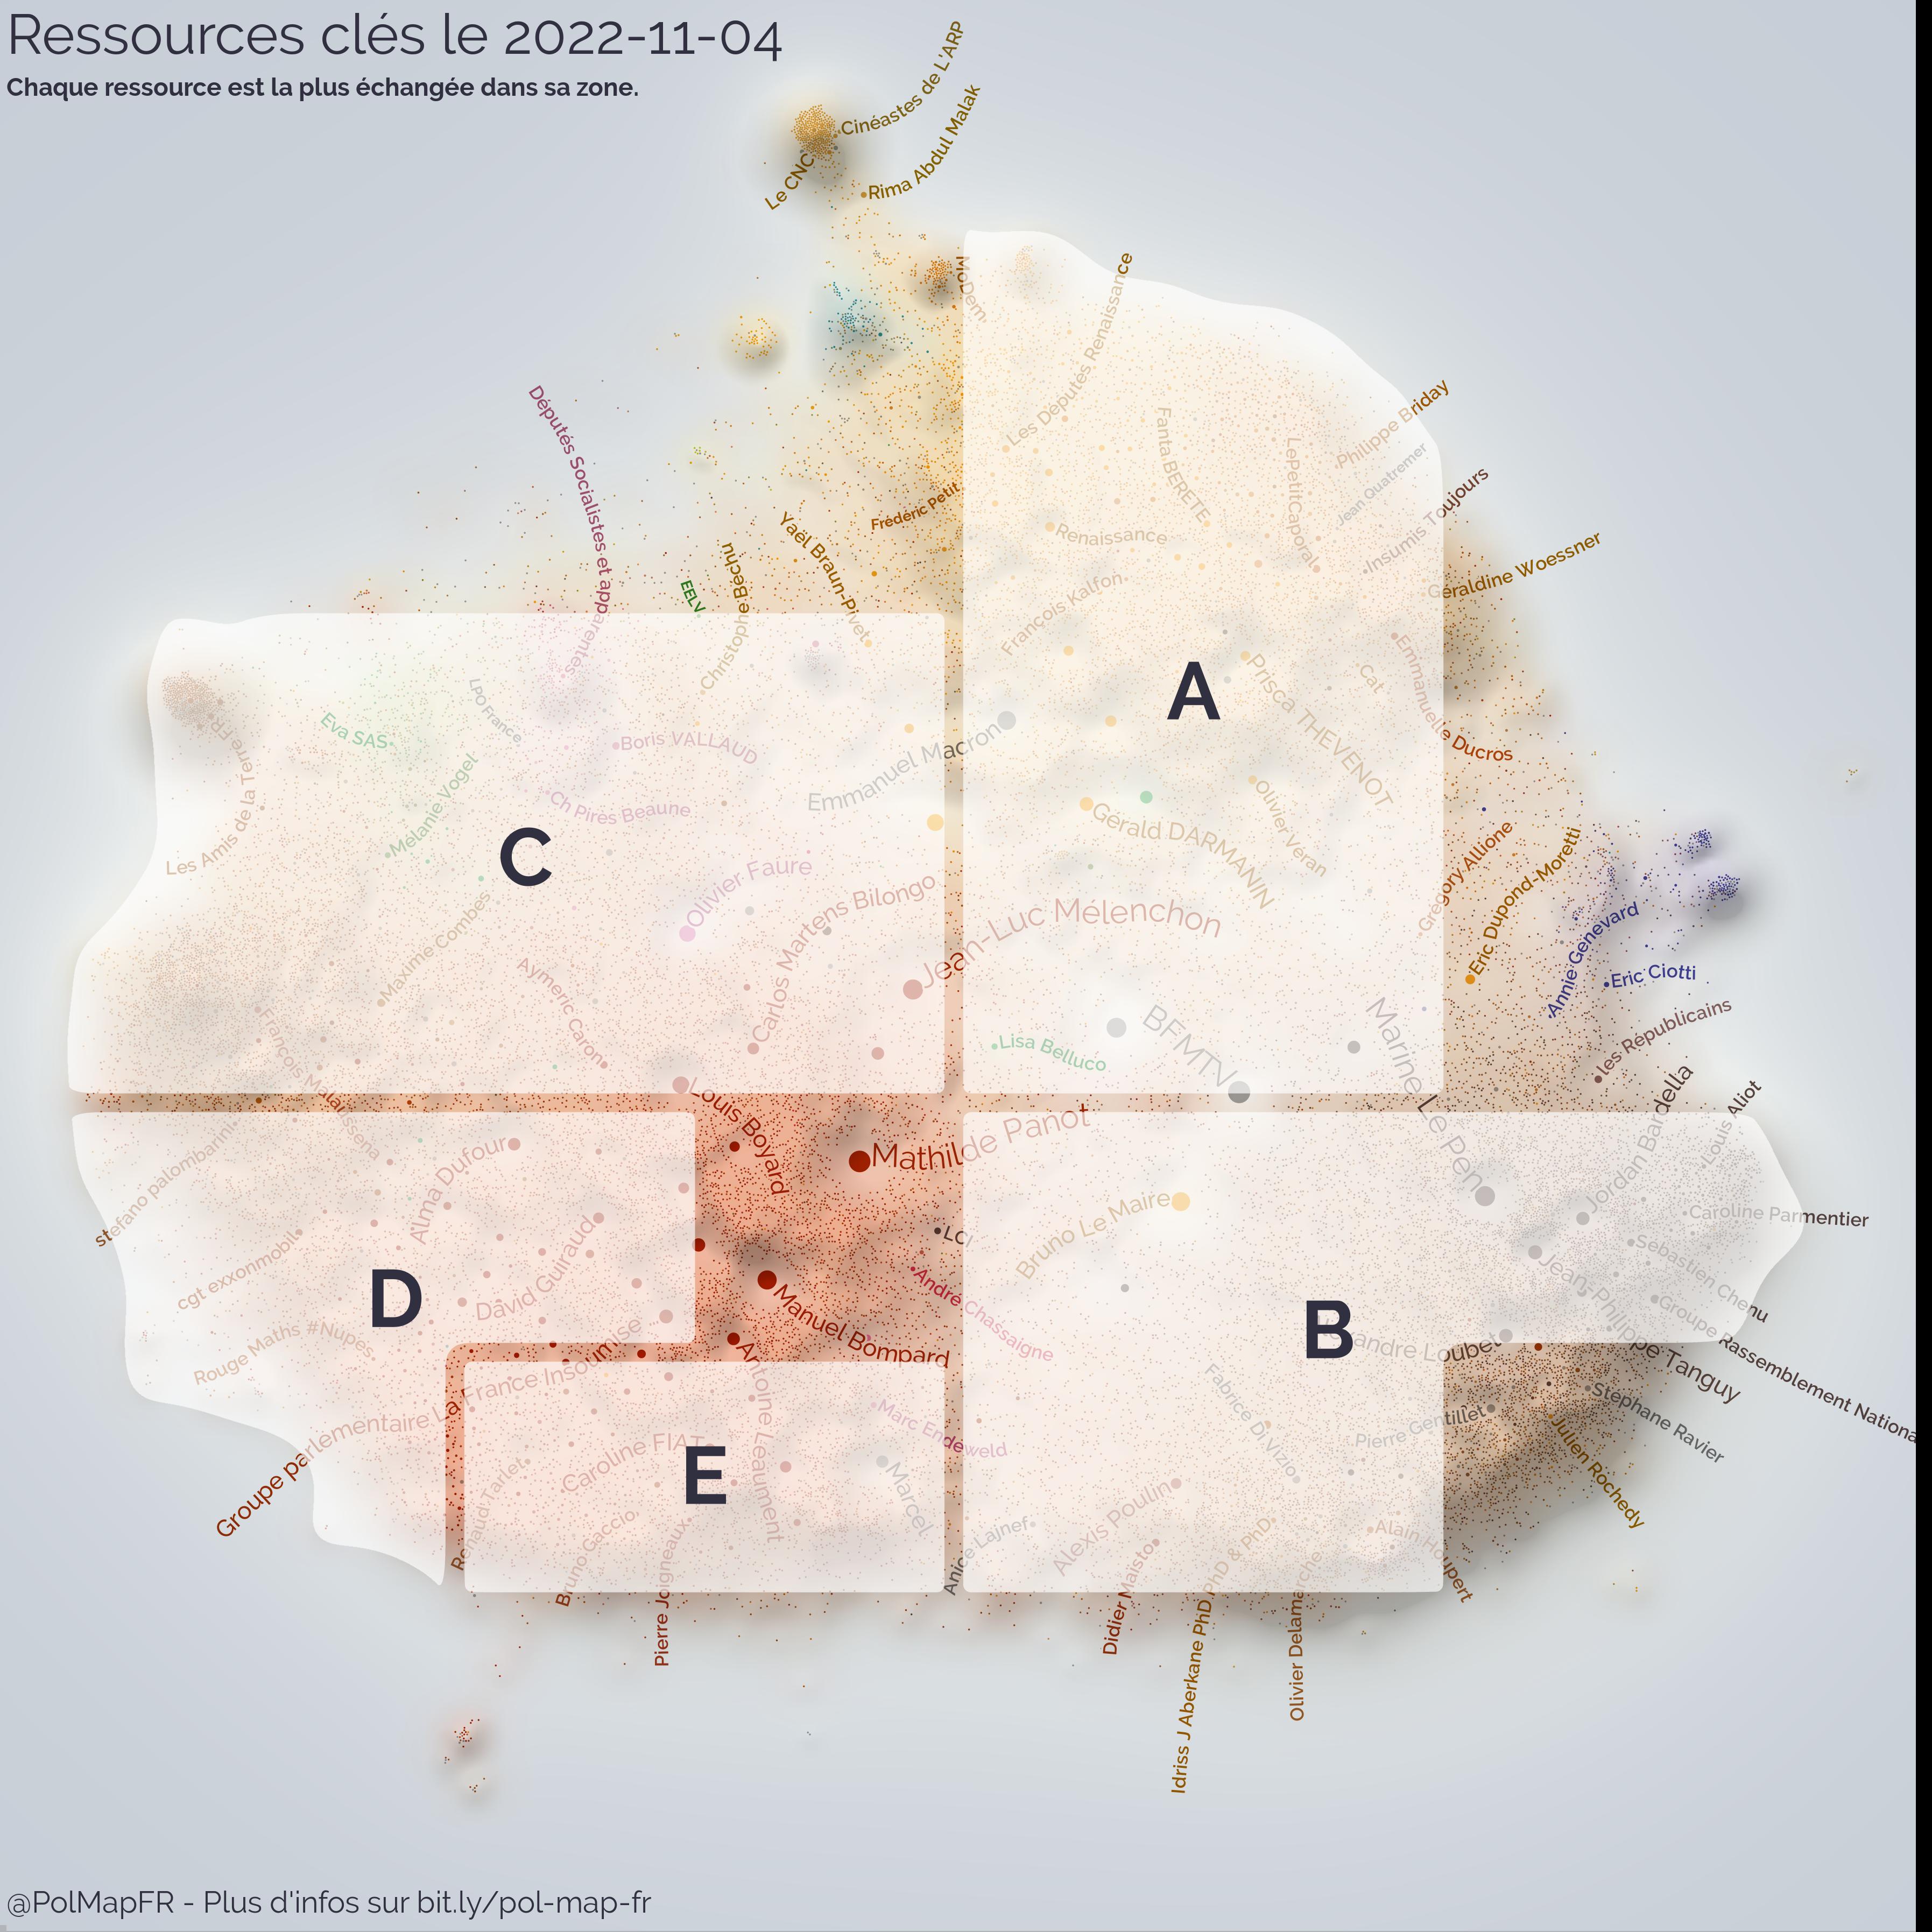 Ressources clés le 2022-11-04
Chaque ressource est la plus échangée dans sa zone.
Cinéastes de L'ARP
Le CNC
Rima Abdul Malak
MoDem
Les Députés Renaissance
Députés Socialistes et apparentés
Philippe Briday
Fanta BERETE
LePetitCaporal
Jean Quatremer
Insoumis Toujours
Frédéric Petit
Yaël Braun-Pivet
Renaissance
Christophe Béchu
EELV
Géraldine Woessner
François Kalfon
A
Prisca THEVENOT
Cat
Emmanuelle Ducros
LPO France
Eva SAS
Les Amis de la Terre FR
Boris VALLAUD
Mélanie Vogel
Ch Pirès Beaune
Emmanuel Macron
Gérald DARMANIN
Olivier Véran
C
Olivier Faure
Carlos Martens Bilongo
Jean-Luc Mélenchon
Grégory Allione
Eric Dupond-Moretti
Annie Genevard
Eric Ciotti
Maxime Combes
Aymeric Caron
Lisa Belluco
BFMTV
Marine Le Pen
les Républicains
François Malaussena
Louis Boyard
Mathilde Panot
Jordan Bardella
Louis Aliot
stefano palombarini
Alma Dufour
Bruno Le Maire
Caroline Parmentier
LCI
David Guiraud
cgt exxonmobil
D
André Chassaigne
Manuel Bompard
B
Sébastien Chenu
Jean-Philippe Tanguy
Groupe Rassemblement Nationa
Rouge Maths #Nupes
Groupe parlementaire La France Insoumise
Antoine Léaument
Loubet
Fabrice Di Vizio
Pierre Gentillet
Stéphane Ravier
Julien Rochedy
Marc Endeweld
Caroline FIAT
E
Marcel
Renaud Tarlet
Bruno Gaccio
Pierre Joigneaux
Anice Lajnef
Alexis Poulin
Didier Maïsto
Idriss J Aberkane PhD PhD & PhD
Olivier Delamarche
Alain Houpert
@PolMapFR - Plus d'infos sur bit.ly/pol-map-fr